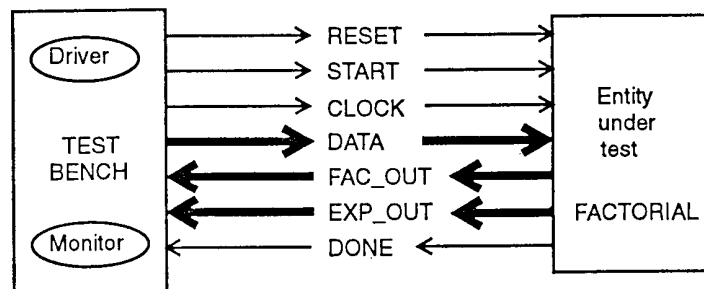 Driver
TEST
BENCH
Monitor
RESET
START
CLOCK
DATA
FAC_OUT
EXP_OUT
DONE
Entity
under
test
FACTORIAL